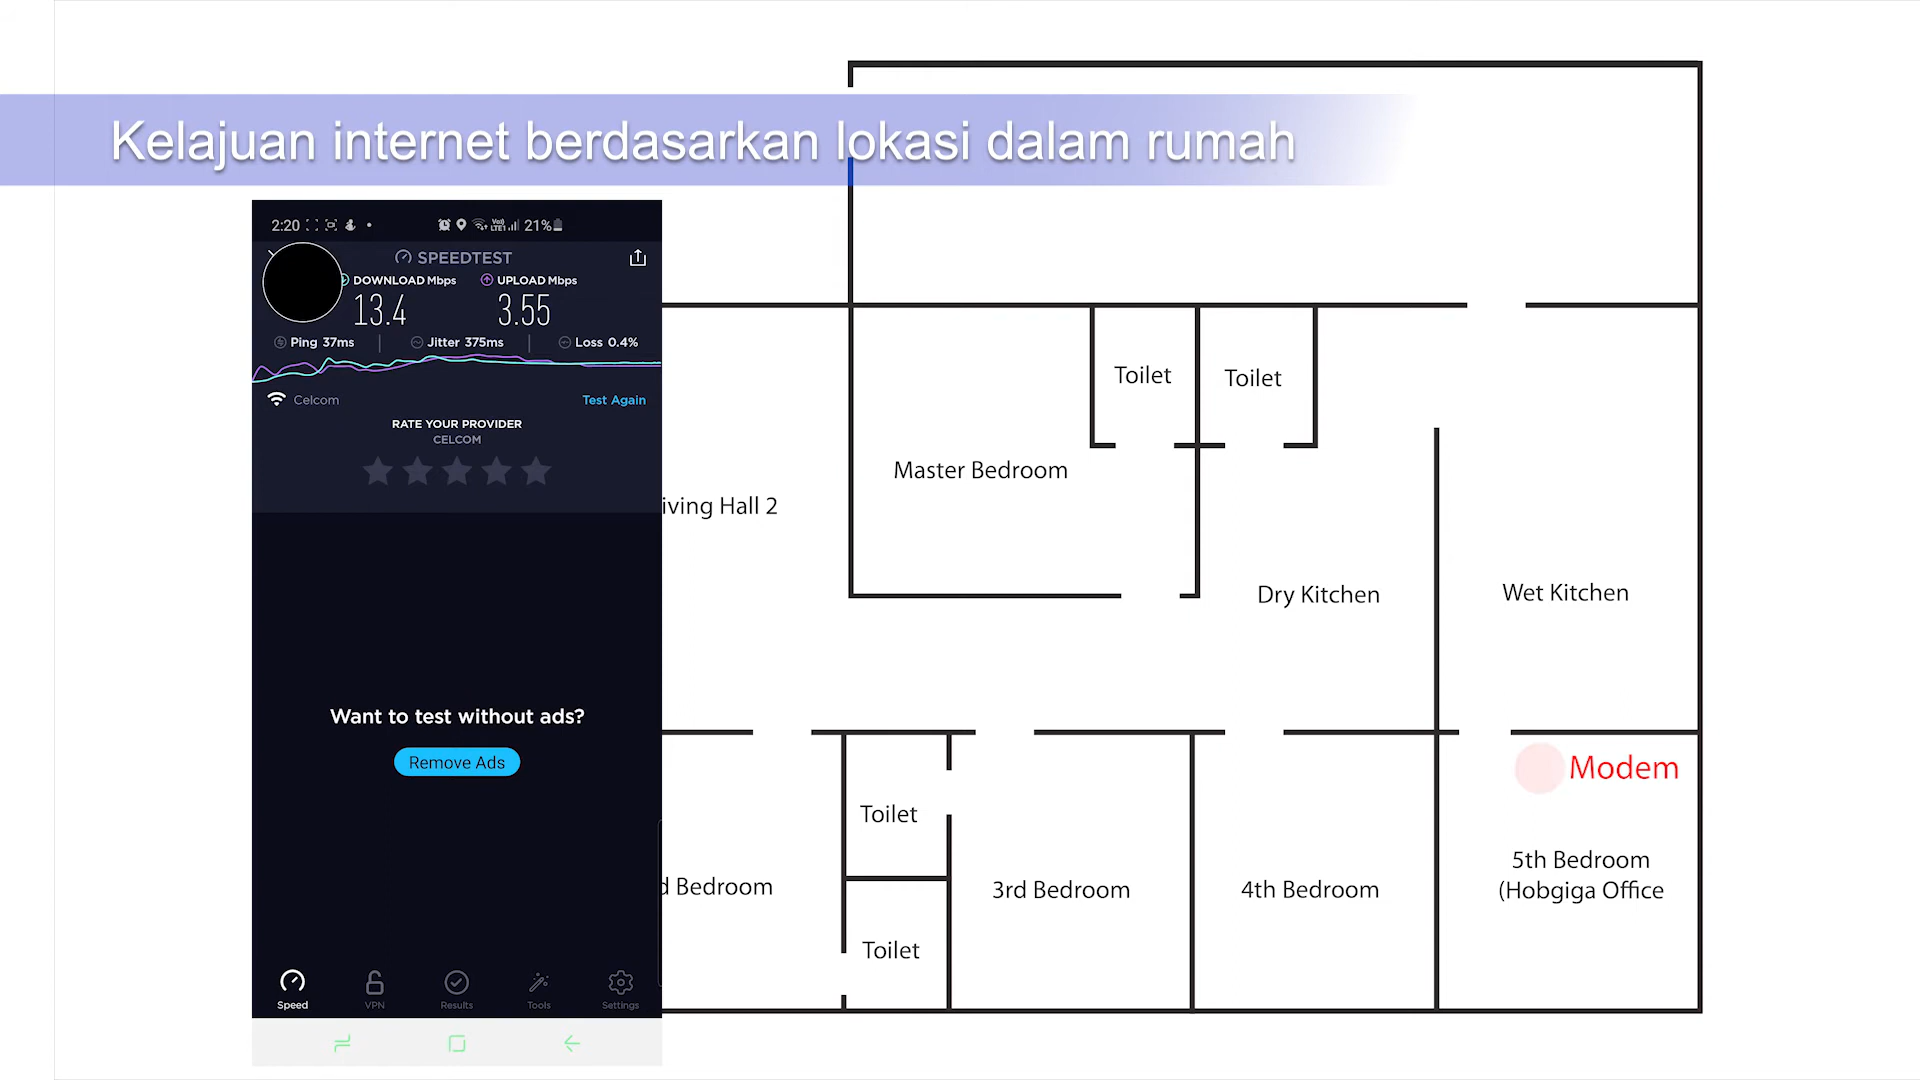 Kelajuan internet berdasarkan lokasi dalam rumah
2:20
VoD LTE1 21%
SPEEDTEST
DOWNLOAD Mbps
UPLOAD Mbps
13.4
3.55
Ping 37ms
Jitter 375ms
Loss 0.4%
Celcom
Test Again
RATE YOUR PROVIDER
CELCOM
Want to test without ads?
Remove Ads
Speed
VPN
Results
Tools
Settings
Toilet
Toilet
Master Bedroom
iving Hall 2
Dry Kitchen
Wet Kitchen
Modem
Toilet
5th Bedroom
(Hobgiga Office
d Bedroom
3rd Bedroom
4th Bedroom
Toilet